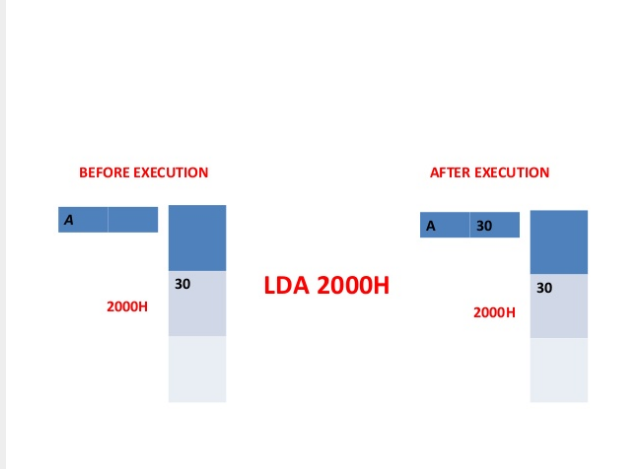 BEFORE EXECUTION
AFTER EXECUTION
A
A 30
30
LDA 2000H
30
2000H
2000H